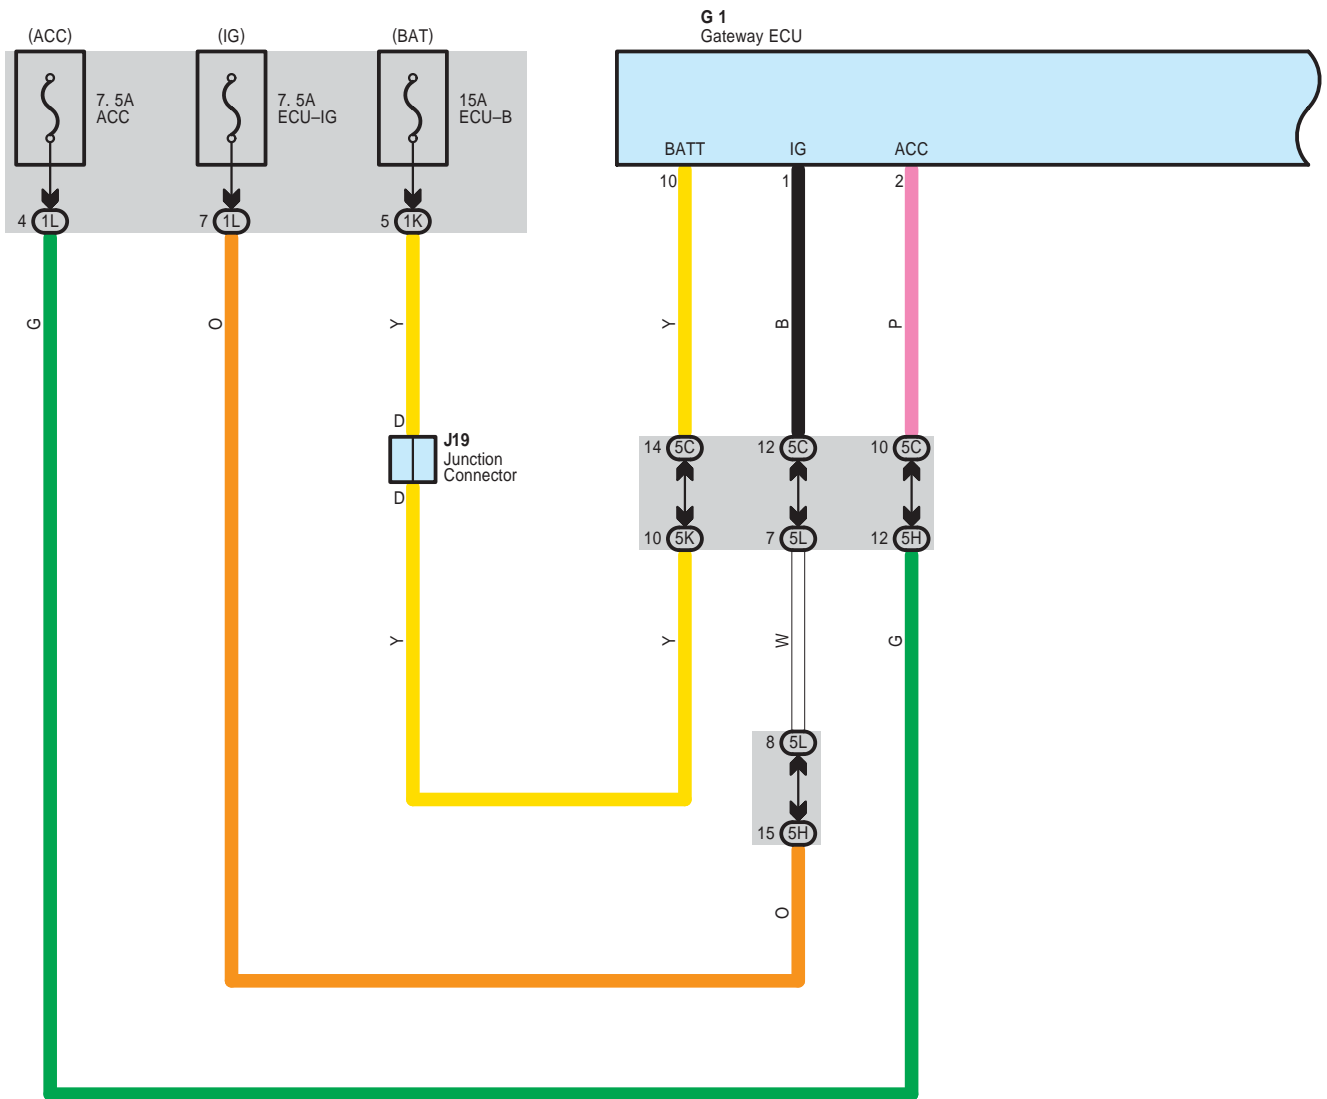 G 1
Gateway ECU
(ACC)
(IG)
(BAT)
7. 5A
ACC
7. 5A
ECU–IG
15A
ECU–B
BATT
IG
ACC
10
1
2
4 1L
7 1L
5 1K
G
O
Y
Y
B
P
D
J19
Junction
Connector
D
14 5C
12 5C
10 5C
10 5K
7 5L
12 5H
Y
Y
W
G
8 5L
15 5H
O